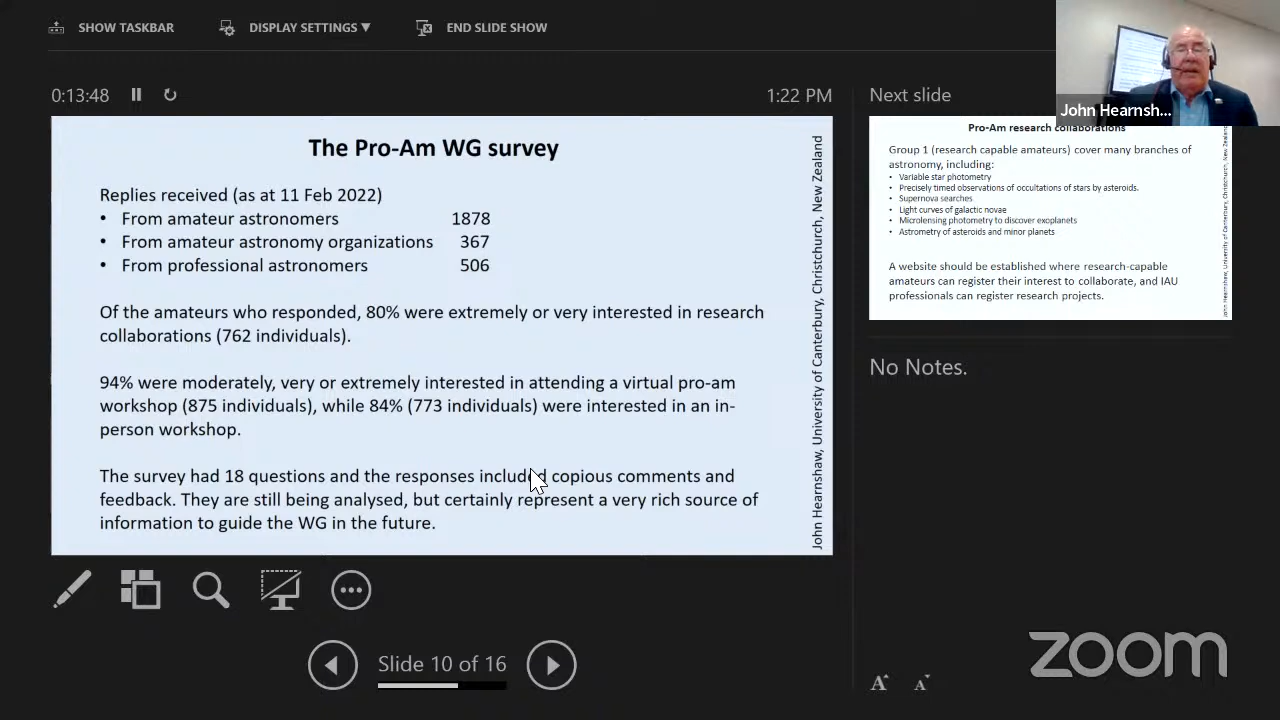 SHOW TASKBAR
DISPLAY SETTINGS ▼
END SLIDE SHOW
0:13:48
1:22 PM
The Pro-Am WG survey
Replies received (as at 11 Feb 2022)
• From amateur astronomers 1878
• From amateur astronomy organizations 367
• From professional astronomers 506
Of the amateurs who responded, 80% were extremely or very interested in research
collaborations (762 individuals).
94% were moderately, very or extremely interested in attending a virtual pro-am
workshop (875 individuals), while 84% (773 individuals) were interested in an in-
person workshop.
The survey had 18 questions and the responses included copious comments and
feedback. They are still being analysed, but certainly represent a very rich source of
information to guide the WG in the future.
John Hearnshaw, University of Canterbury, Christchurch, New Zealand
Slide 10 of 16
Next slide
John Hearnsh...
Pro-Am research collaborations
Group 1 (research capable amateurs) cover many branches of
astronomy, including:
• Variable star photometry
• Precisely timed observations of occultations of stars by asteroids.
• Supernova searches
• Light curves of galactic novae
• Microlensing photometry to discover exoplanets
• Astrometry of asteroids and minor planets
A website should be established where research-capable
amateurs can register their interest to collaborate, and IAU
professionals can register research projects.
John Hearnshaw, University of Canterbury, Christchurch, New Zealand
No Notes.
A A
zoom